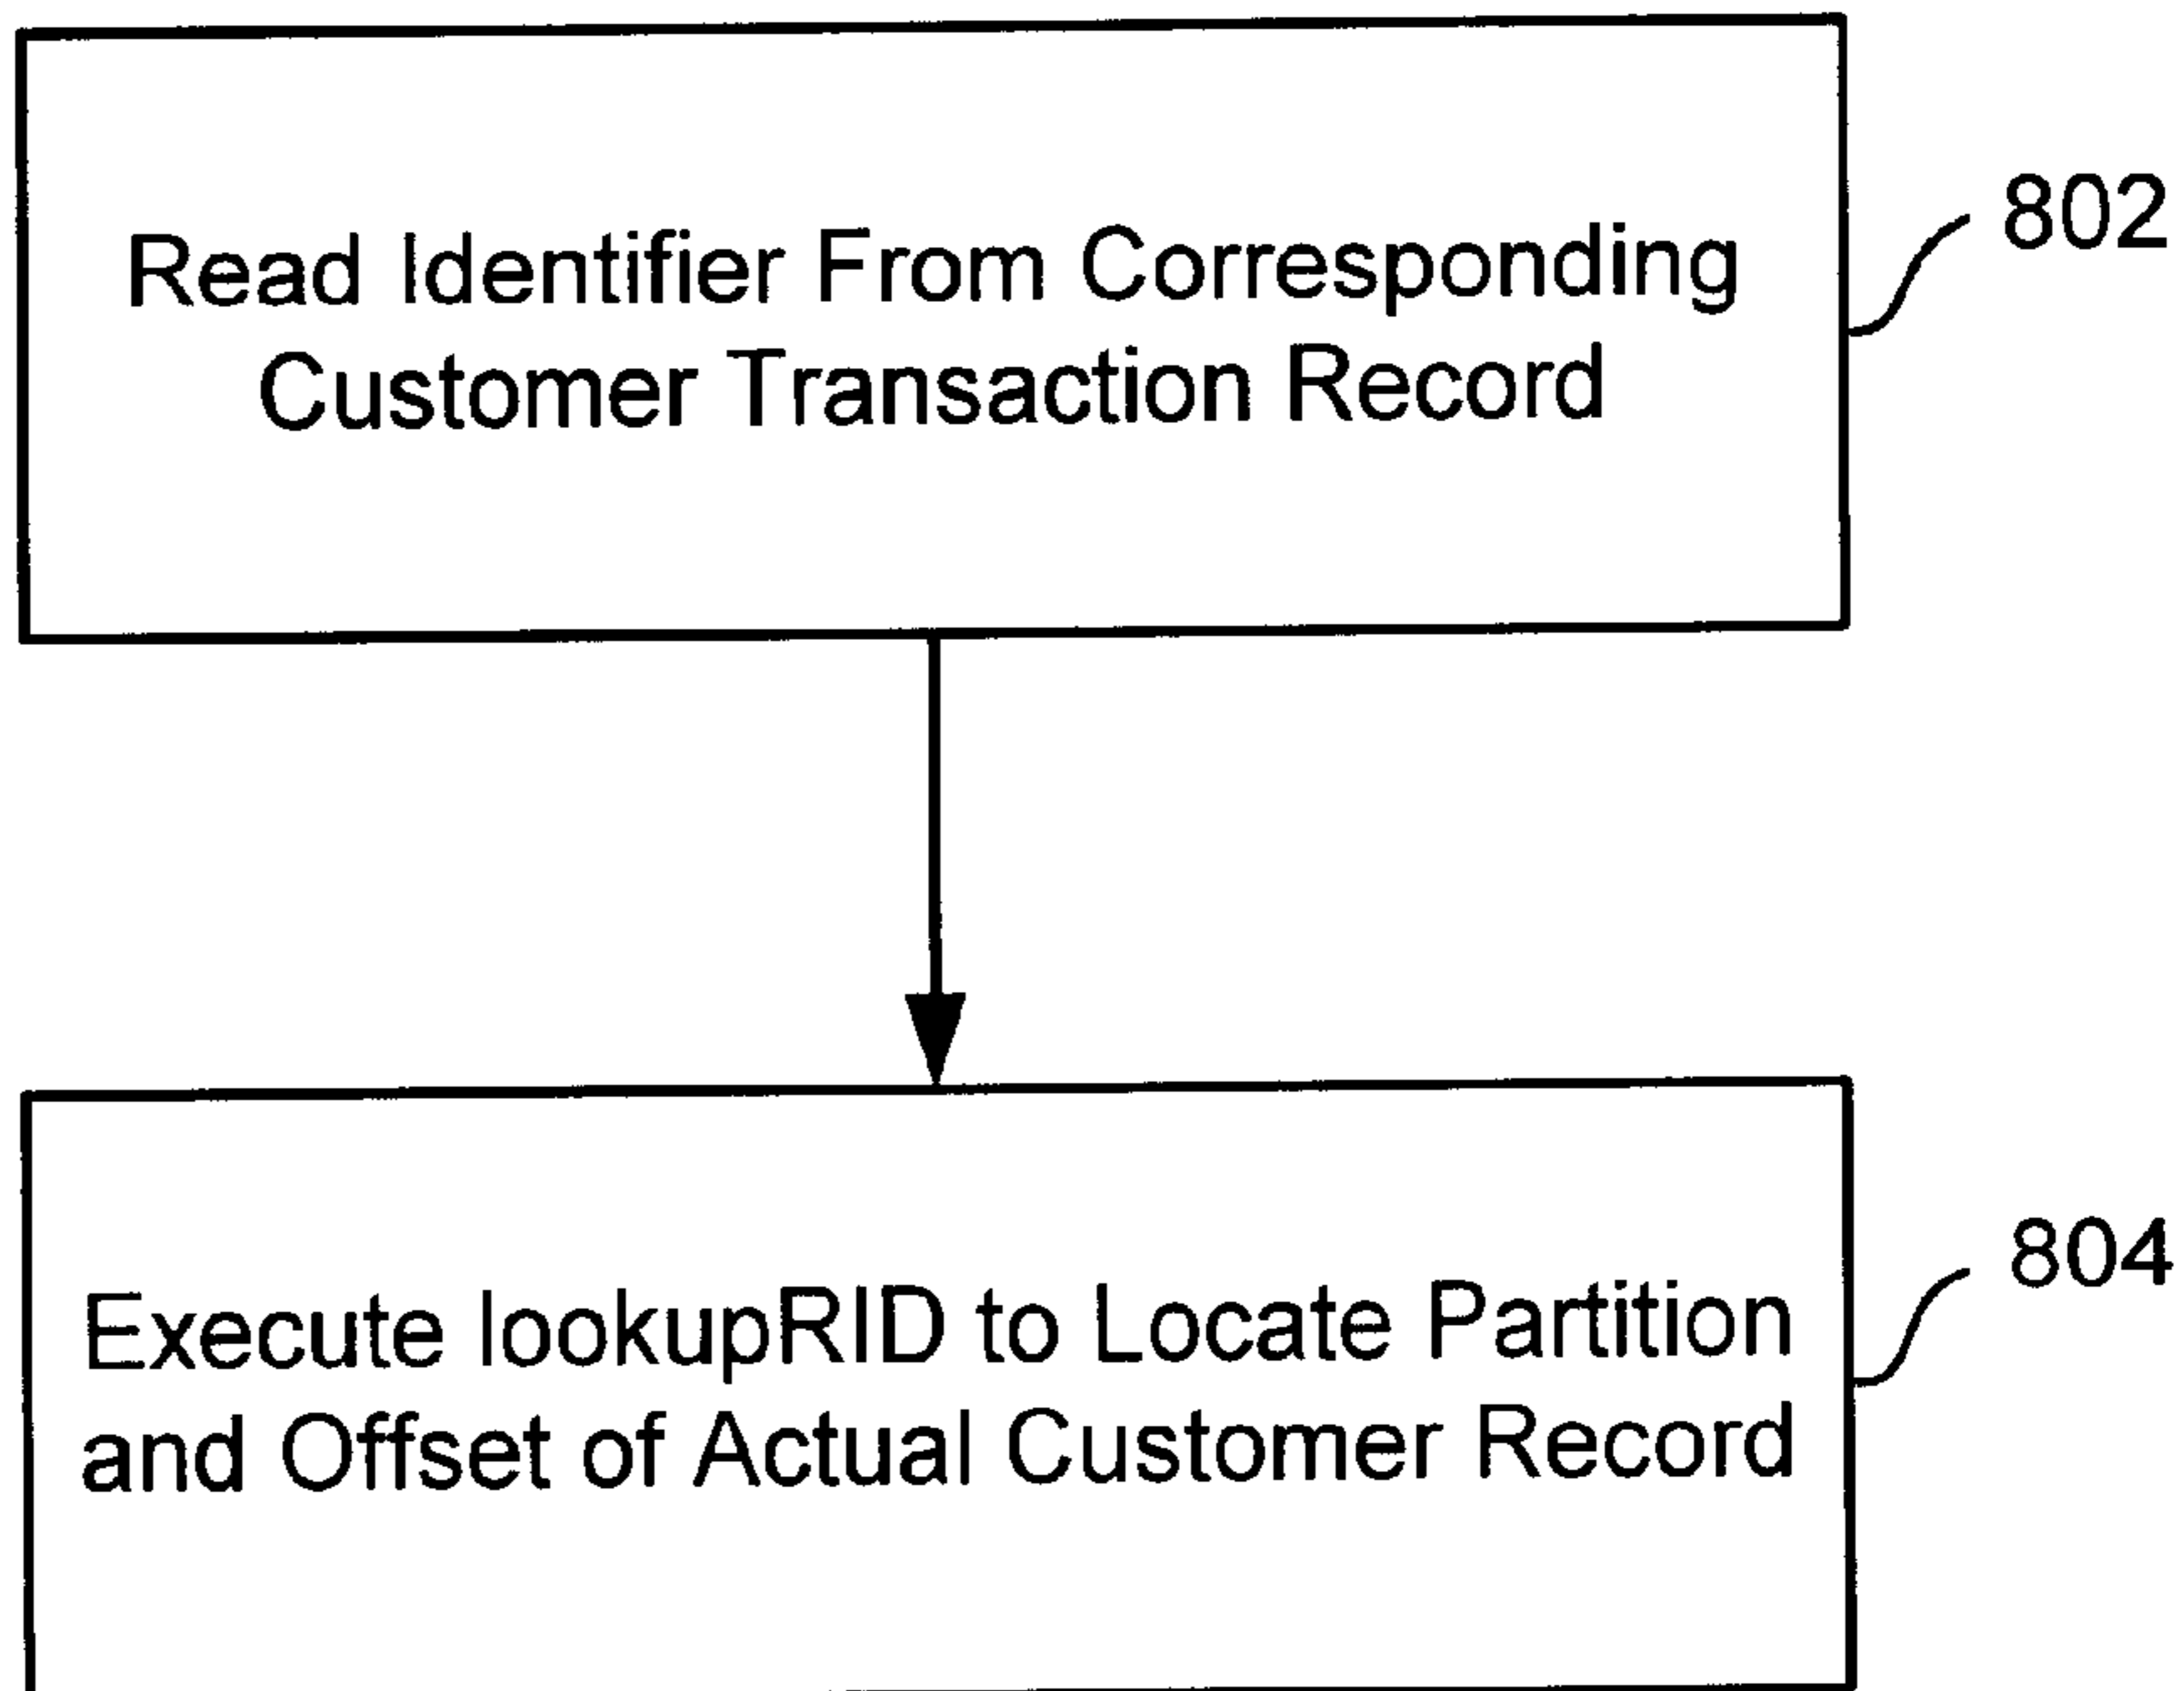 Read Identifier From Corresponding
Customer Transaction Record
802
Execute lookupRID to Locate Partition
and Offset of Actual Customer Record
804